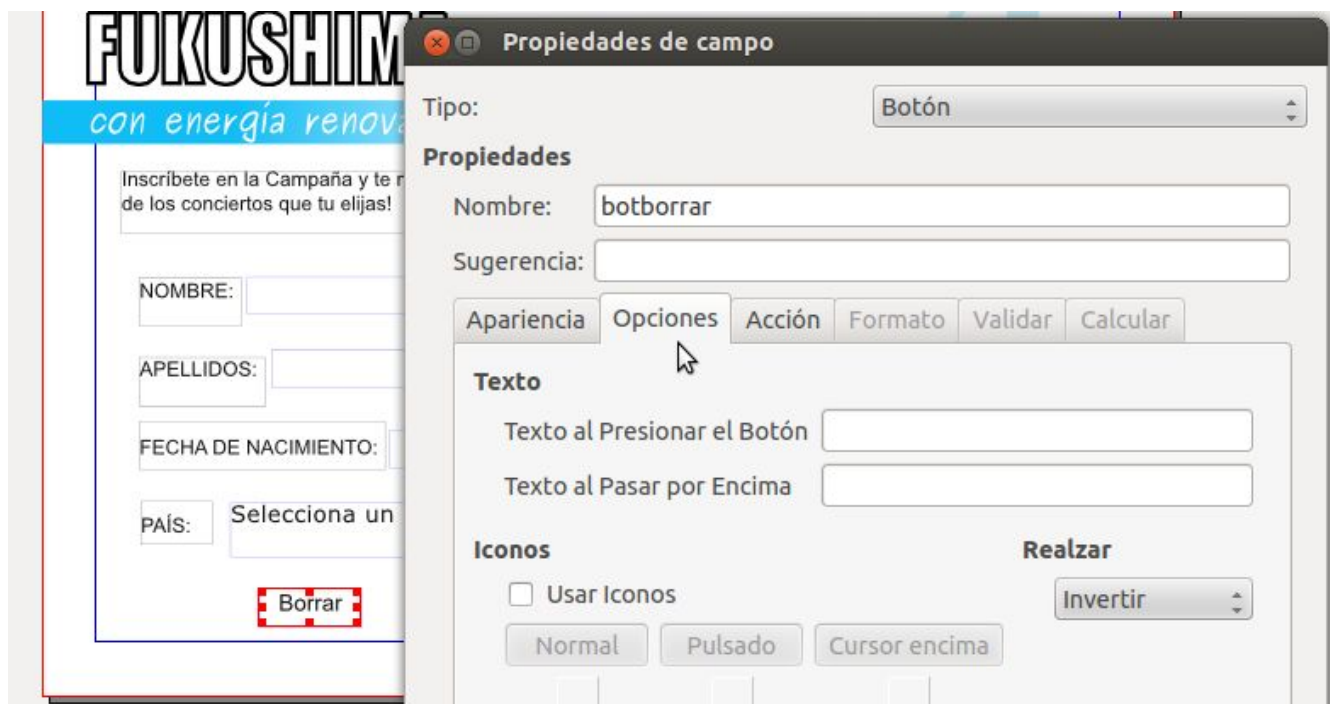 FUKUSHIM
con energía renova
Inscríbete en la Campaña y te
de los conciertos que tu elijas!
NOMBRE:
APELLIDOS:
FECHA DE NACIMIENTO:
PAÍS:
Selecciona un
Borrar
Propiedades de campo
Tipo:
Botón
Propiedades
Nombre:
botborrar
Sugerencia:
Apariencia Opciones Acción Formato Validar Calcular
Texto
Texto al Presionar el Botón
Texto al Pasar por Encima
Iconos
Realzar
Usar Iconos
Invertir
Normal Pulsado Cursor encima